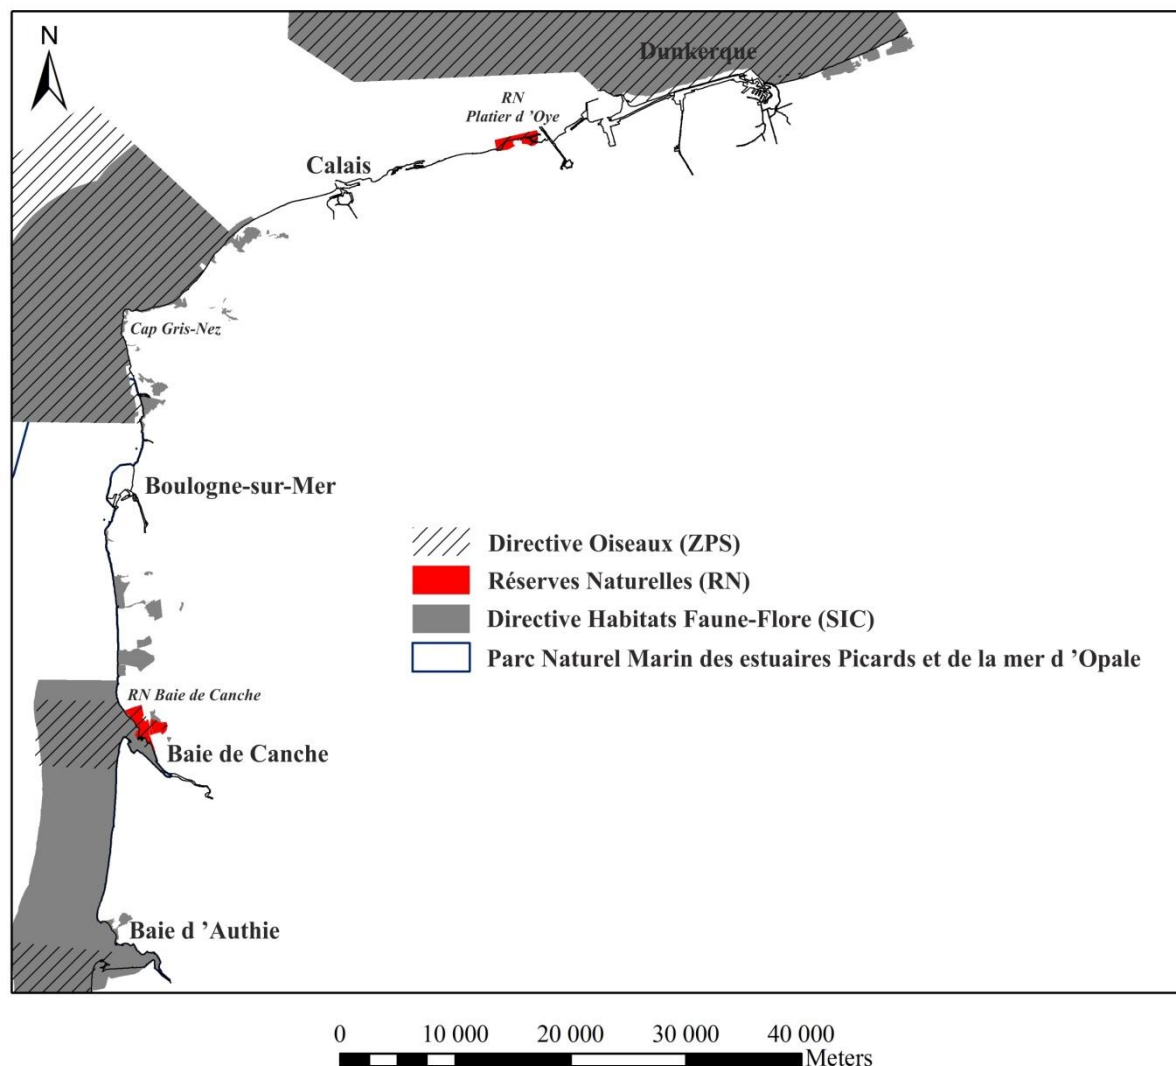 N
Dunkerque
RN
Platier d ’Oye
Calais
Cap Gris-Nez
Boulogne-sur-Mer
Directive Oiseaux (ZPS)
Réserves Naturelles (RN)
Directive Habitats Faune-Flore (SIC)
Parc Naturel Marin des estuaires Picards et de la mer d ’Opale
RN Baie de Canche
Baie de Canche
Baie d ’Authie
0 10 000 20 000 30 000 40 000
Meters